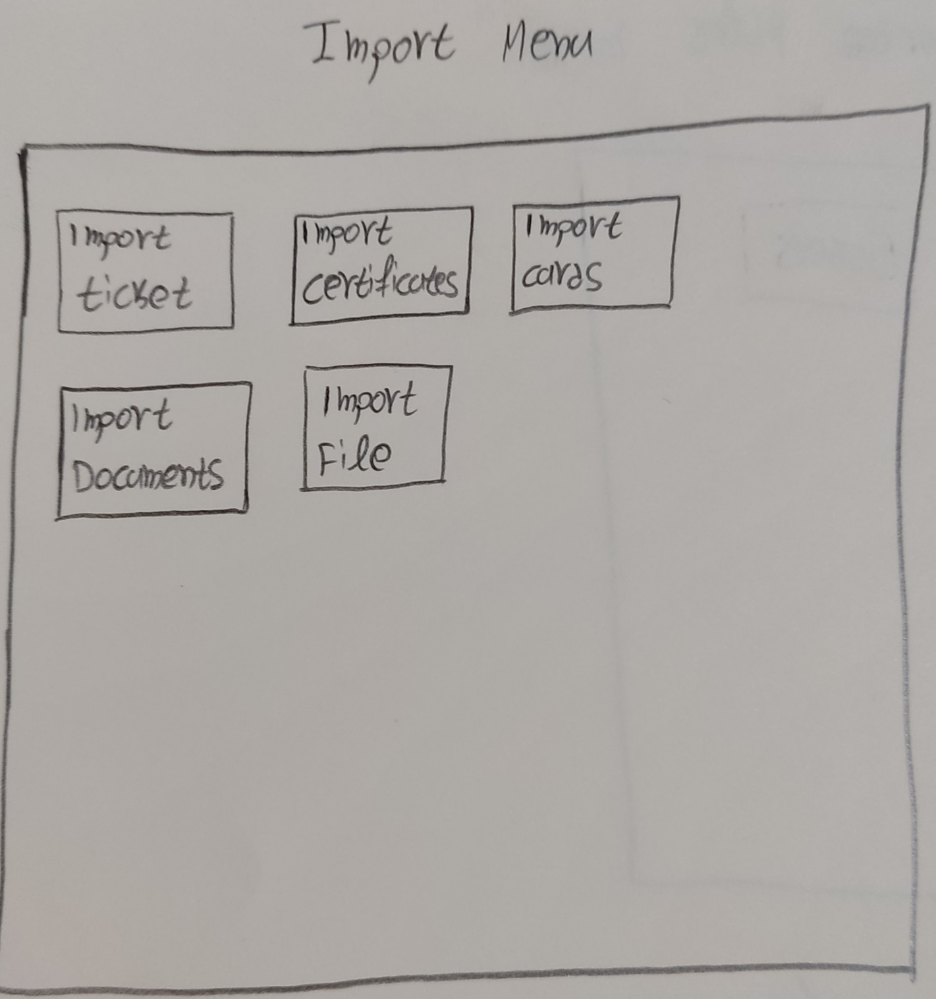 Import Menu
Import
ticket
Import
certificates
Import
cards
Import
Documents
Import
File